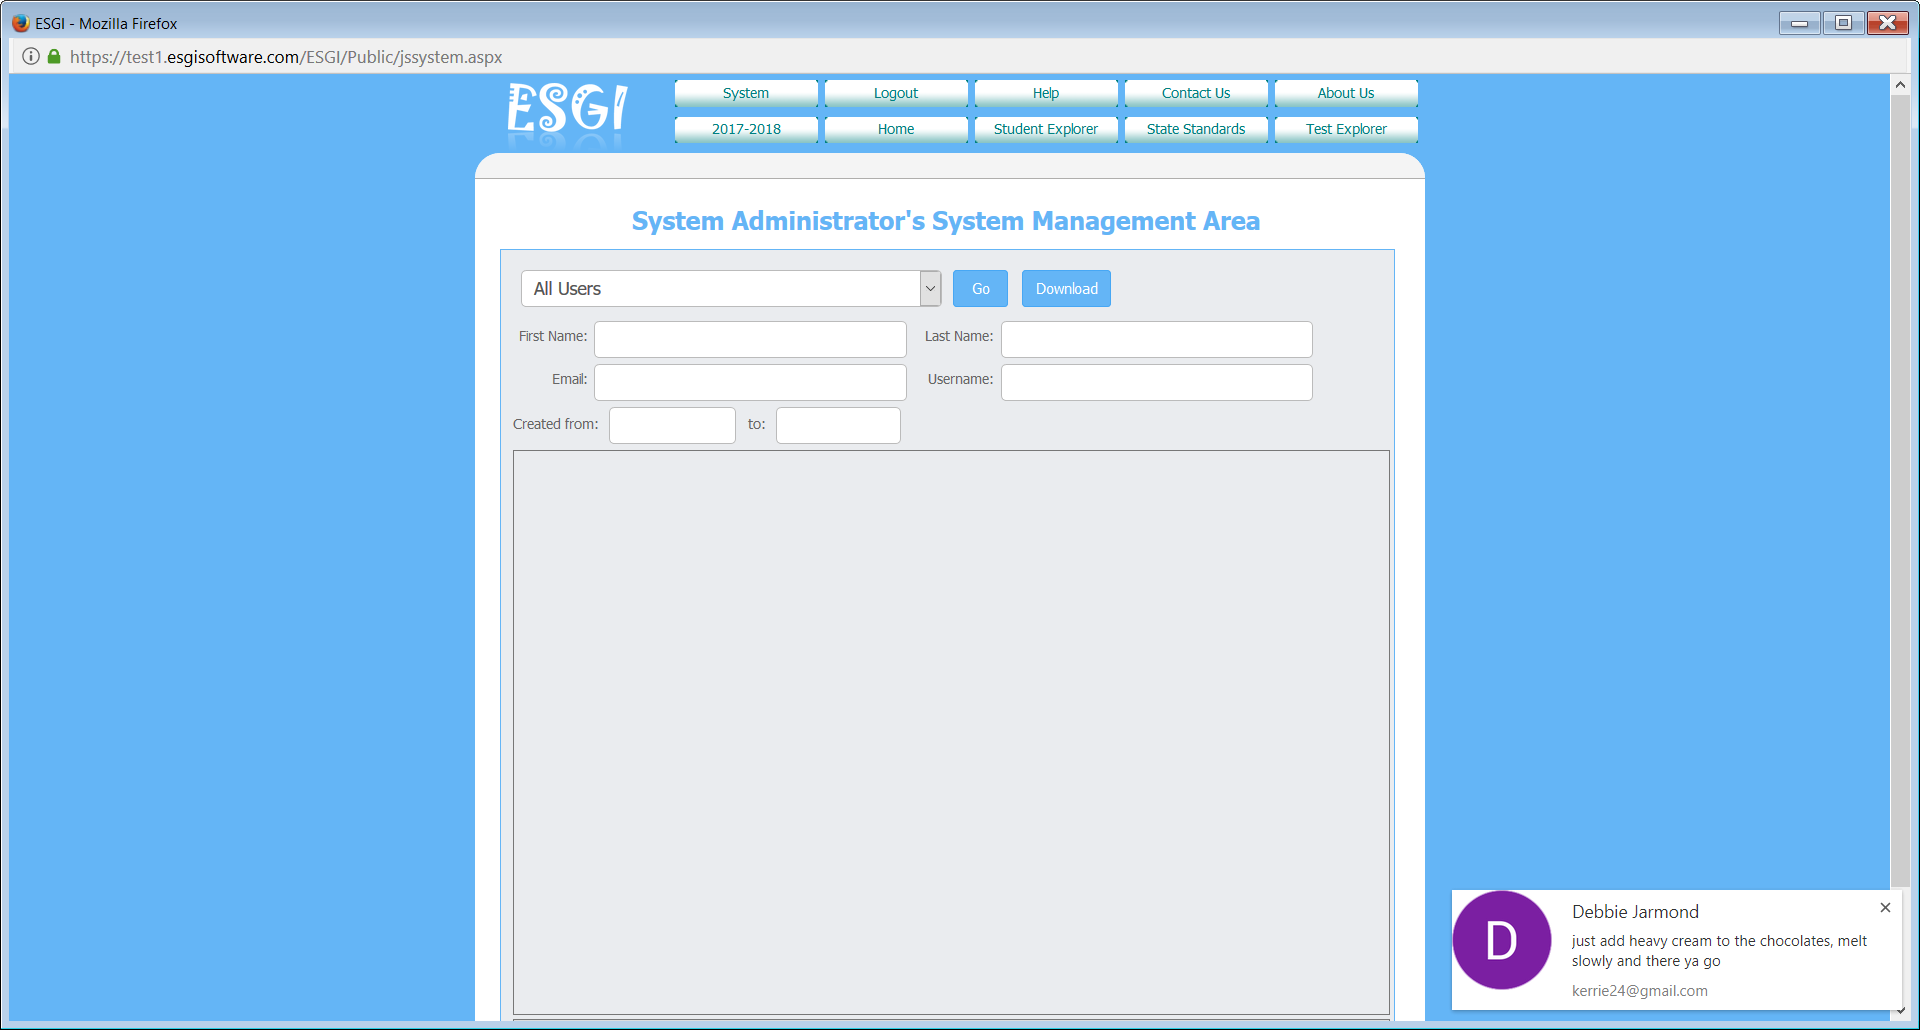 ESGI - Mozilla Firefox
https://test1.esgisoftware.com/ESGI/Public/jssystem.aspx
ESGI
System Logout Help Contact Us About Us
2017-2018 Home Student Explorer State Standards Test Explorer
System Administrator's System Management Area
All Users Go Download
First Name: Last Name:
Email: Username:
Created from: to:
D
Debbie Jarmond
just add heavy cream to the chocolates, melt
slowly and there ya go
kerrie24@gmail.com